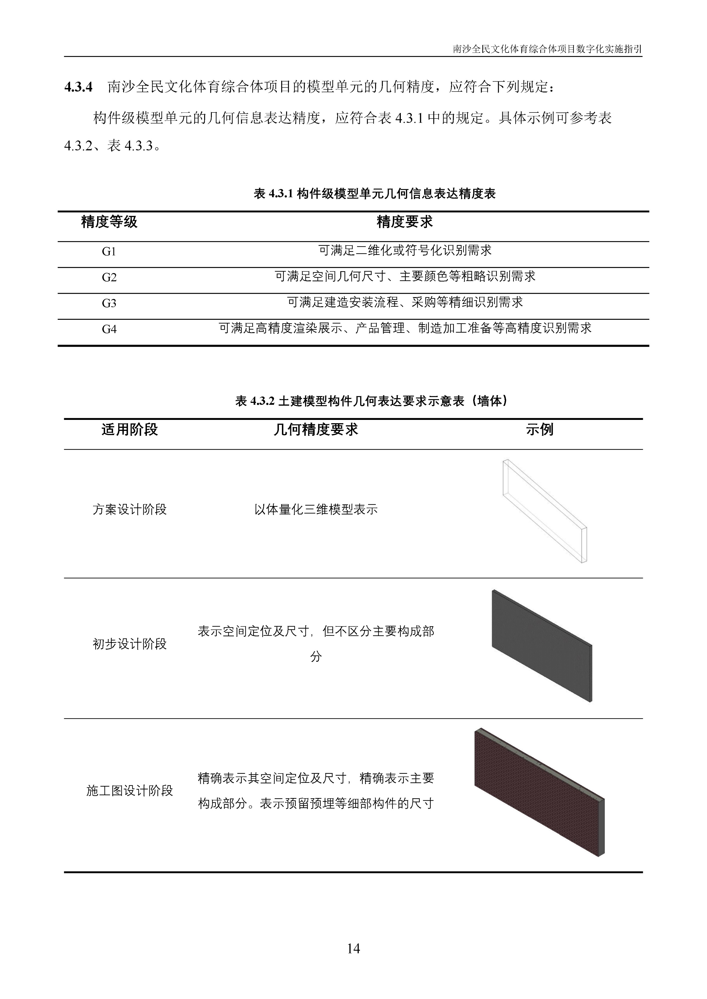 南沙全民文化体育综合体项目数字化实施指引
4.3.4 南沙全民文化体育综合体项目的模型单元的几何精度，应符合下列规定：
构件级模型单元的几何信息表达精度，应符合表 4.3.1 中的规定。具体示例可参考表
4.3.2、表 4.3.3。
表 4.3.1 构件级模型单元几何信息表达精度表
精度等级 精度要求
G1 可满足二维化或符号化识别需求
G2 可满足空间几何尺寸、主要颜色等粗略识别需求
G3 可满足建造安装流程、采购等精细识别需求
G4 可满足高精度渲染展示、产品管理、制造加工准备等高精度识别需求
表 4.3.2 土建模型构件几何表达要求示意表（墙体）
适用阶段 几何精度要求 示例
方案设计阶段 以体量化三维模型表示
初步设计阶段
表示空间定位及尺寸，但不区分主要构成部
分
施工图设计阶段
精确表示其空间定位及尺寸，精确表示主要
构成部分。表示预留预埋等细部构件的尺寸
14